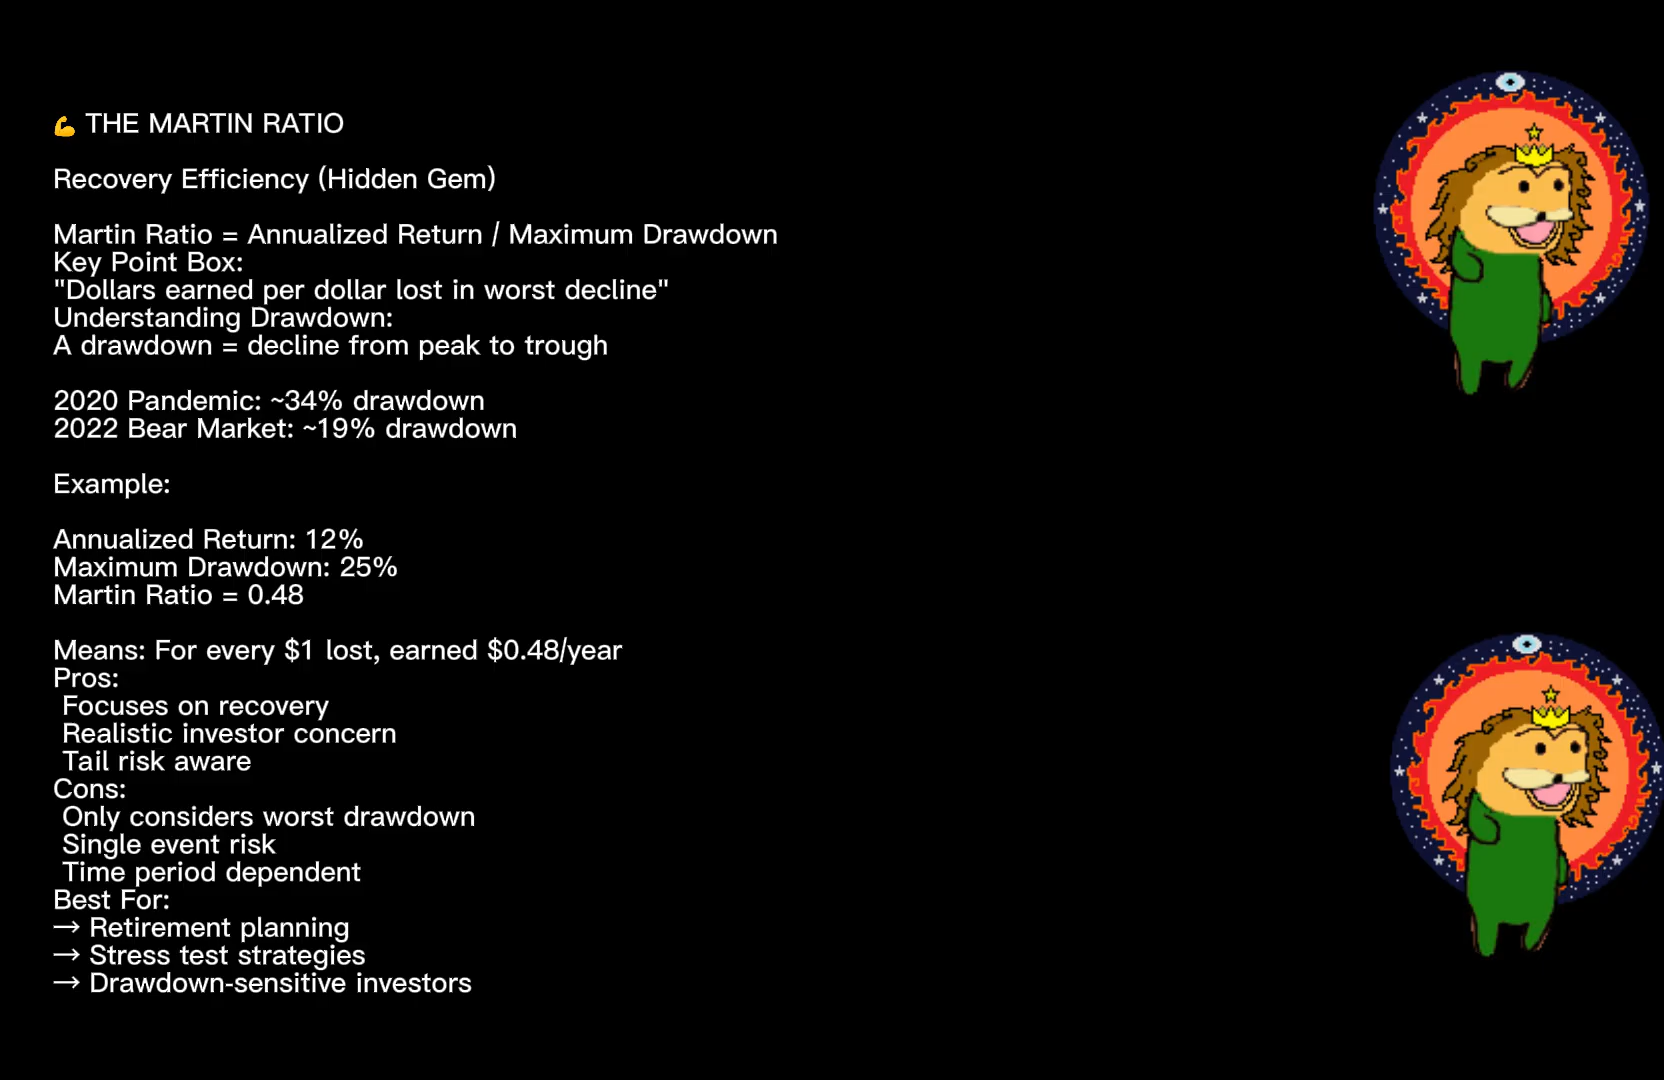 💪 THE MARTIN RATIO
Recovery Efficiency (Hidden Gem)
Martin Ratio = Annualized Return / Maximum Drawdown
Key Point Box:
"Dollars earned per dollar lost in worst decline"
Understanding Drawdown:
A drawdown = decline from peak to trough
2020 Pandemic: ~34% drawdown
2022 Bear Market: ~19% drawdown
Example:
Annualized Return: 12%
Maximum Drawdown: 25%
Martin Ratio = 0.48
Means: For every $1 lost, earned $0.48/year
Pros:
Focuses on recovery
Realistic investor concern
Tail risk aware
Cons:
Only considers worst drawdown
Single event risk
Time period dependent
Best For:
→ Retirement planning
→ Stress test strategies
→ Drawdown-sensitive investors